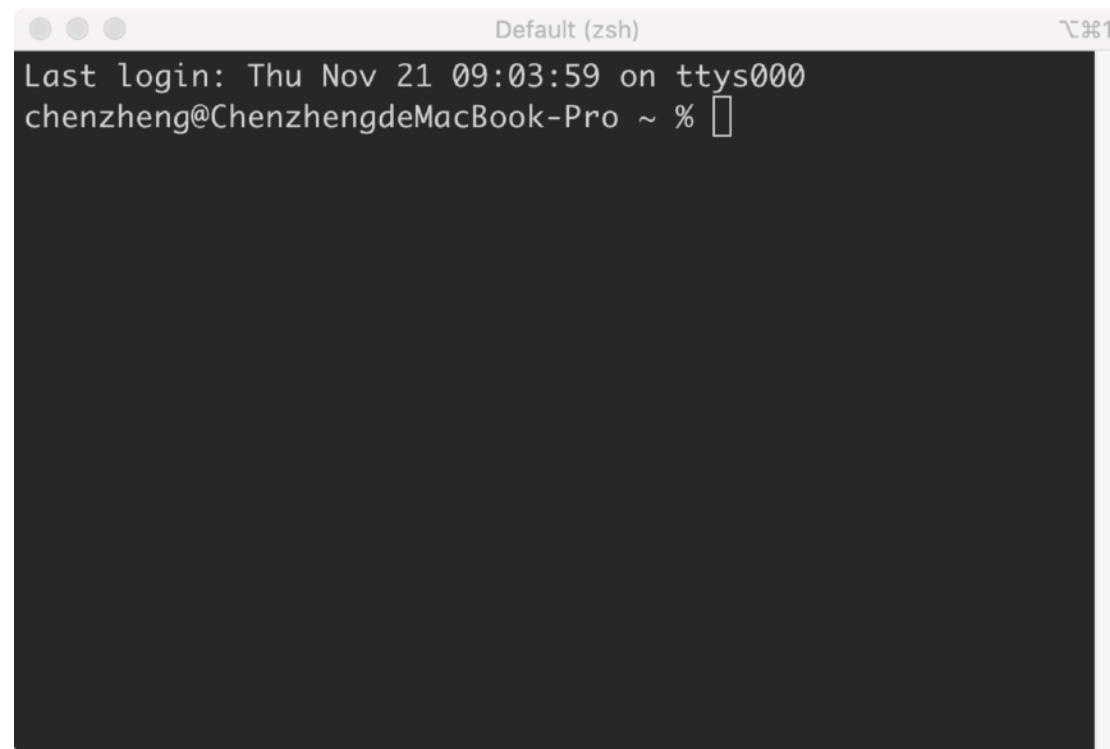 Default (zsh)
⌥⌘1
Last login: Thu Nov 21 09:03:59 on ttys000
chenzheng@ChenzhengdeMacBook-Pro ~ %